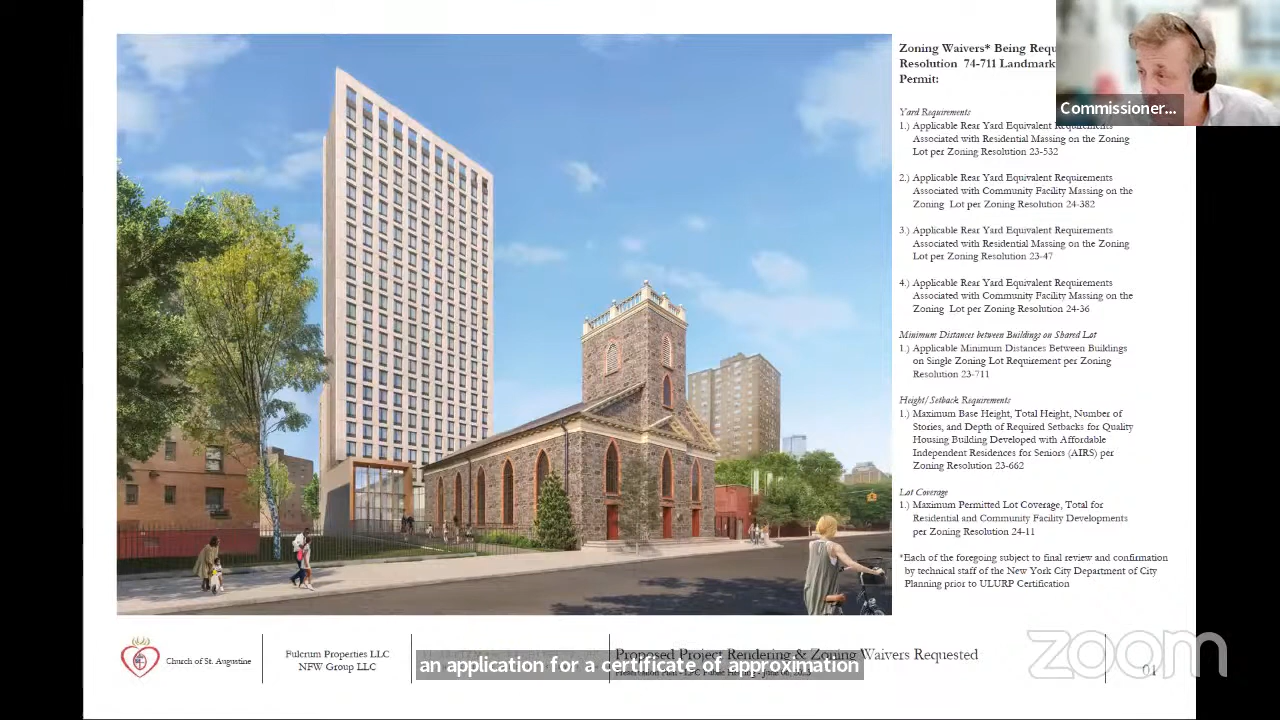 Zoning Waivers* Being Requ
Resolution 74-711 Landmark
Permit:
Commissioner...
Yard Requirements
1.) Applicable Rear Yard Equivalent Requirements
Associated with Residential Massing on the Zoning
Lot per Zoning Resolution 23-532
2.) Applicable Rear Yard Equivalent Requirements
Associated with Community Facility Massing on the
Zoning Lot per Zoning Resolution 24-382
3.) Applicable Rear Yard Equivalent Requirements
Associated with Residential Massing on the Zoning
Lot per Zoning Resolution 23-47
4.) Applicable Rear Yard Equivalent Requirements
Associated with Community Facility Massing on the
Zoning Lot per Zoning Resolution 24-36
Minimum Distances between Buildings on Shared Lot
1.) Applicable Minimum Distances Between Buildings
on Single Zoning Lot Requirement per Zoning
Resolution 23-711
Height/Setback Requirements
1.) Maximum Base Height, Total Height, Number of
Stories, and Depth of Required Setbacks for Quality
Housing Building Developed with Affordable
Independent Residences for Seniors (AIRS) per
Zoning Resolution 23-662
Lot Coverage
1.) Maximum Permitted Lot Coverage, Total for
Residential and Community Facility Developments
per Zoning Resolution 24-11
*Each of the foregoing subject to final review and confirmation
by technical staff of the New York City Department of City
Planning prior to ULURP Certification
Church of St. Augustine
Fulcrum Properties LLC
NFW Group LLC
Proposed Project Rendering & Zoning Waivers Requested
an application for a certificate of approximation
zoom
01